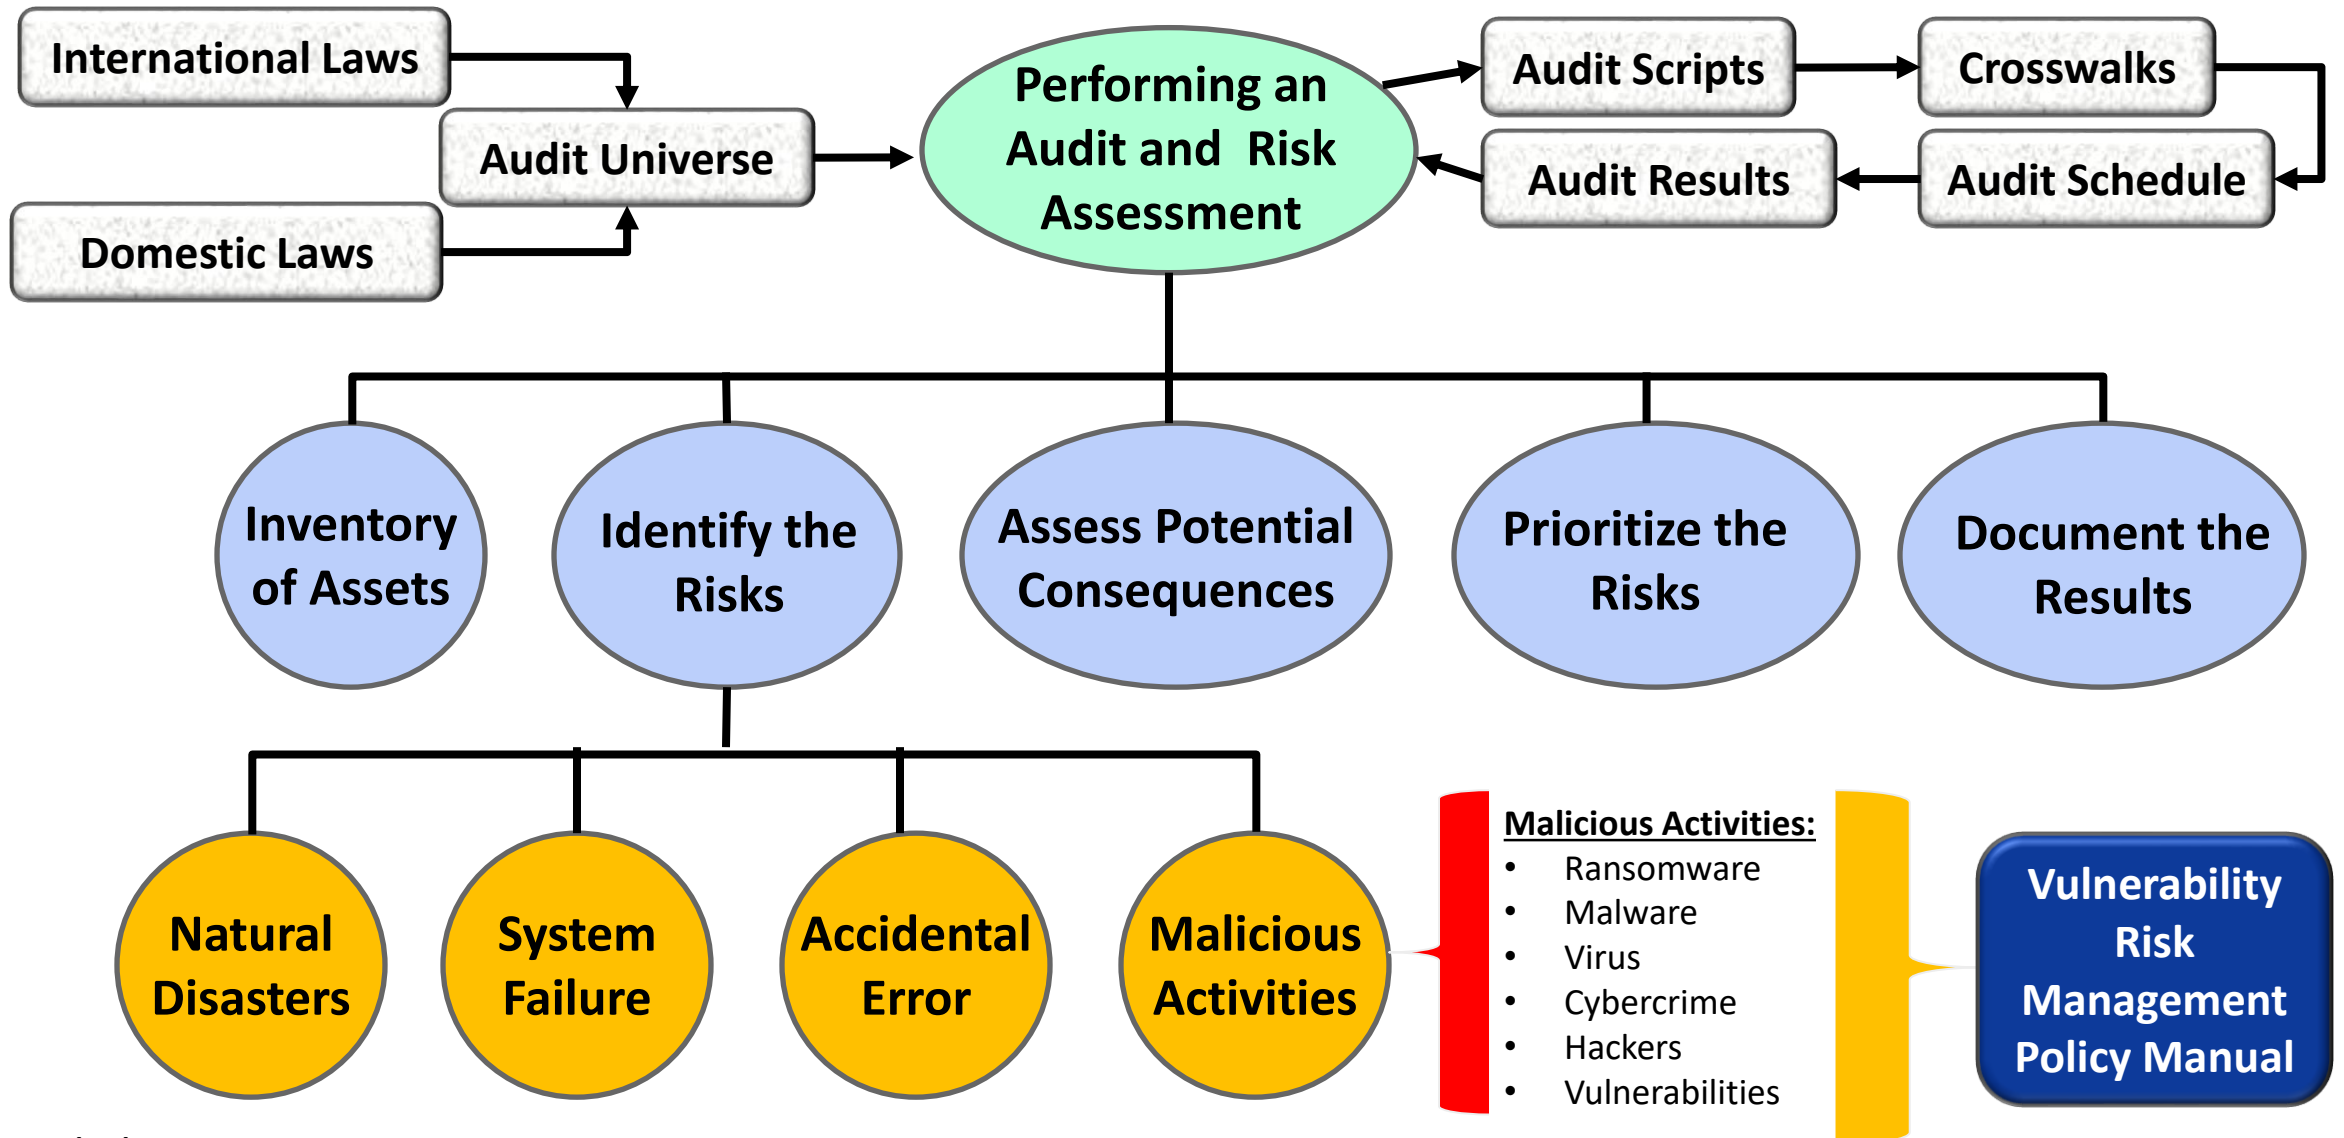 International Laws
Audit Universe
Domestic Laws
Performing an
Audit and Risk
Assessment
Audit Scripts
Crosswalks
Audit Results
Audit Schedule
Inventory
of Assets
Identify the
Risks
Assess Potential
Consequences
Prioritize the
Risks
Document the
Results
Natural
Disasters
System
Failure
Accidental
Error
Malicious
Activities
Malicious Activities:
• Ransomware
• Malware
• Virus
• Cybercrime
• Hackers
• Vulnerabilities
Vulnerability
Risk
Management
Policy Manual